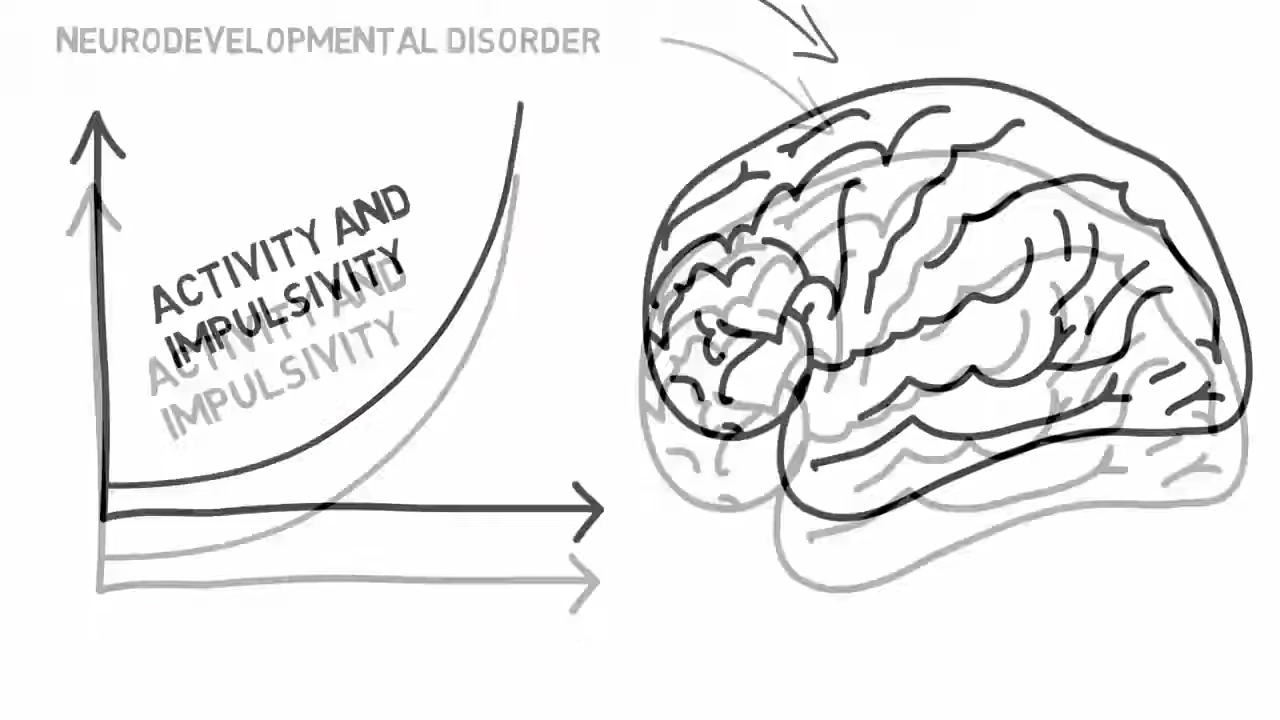 NEURODEVELOPMENTAL DISORDER
ACTIVITY AND
IMPULSIVITY
ACTIVITY AND
IMPULSIVITY